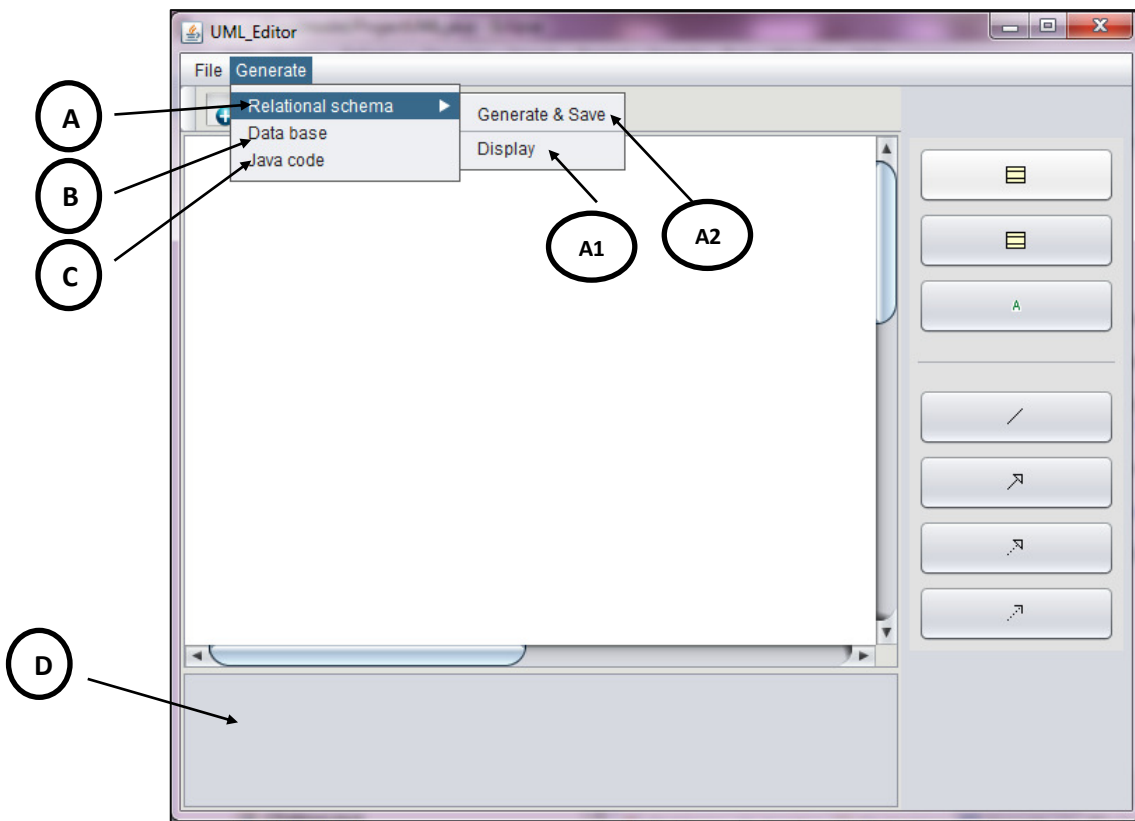 UML_Editor
File Generate
A
Relational schema
Generate & Save
Data base
Display
Java code
B
A1
A2
C
A
D